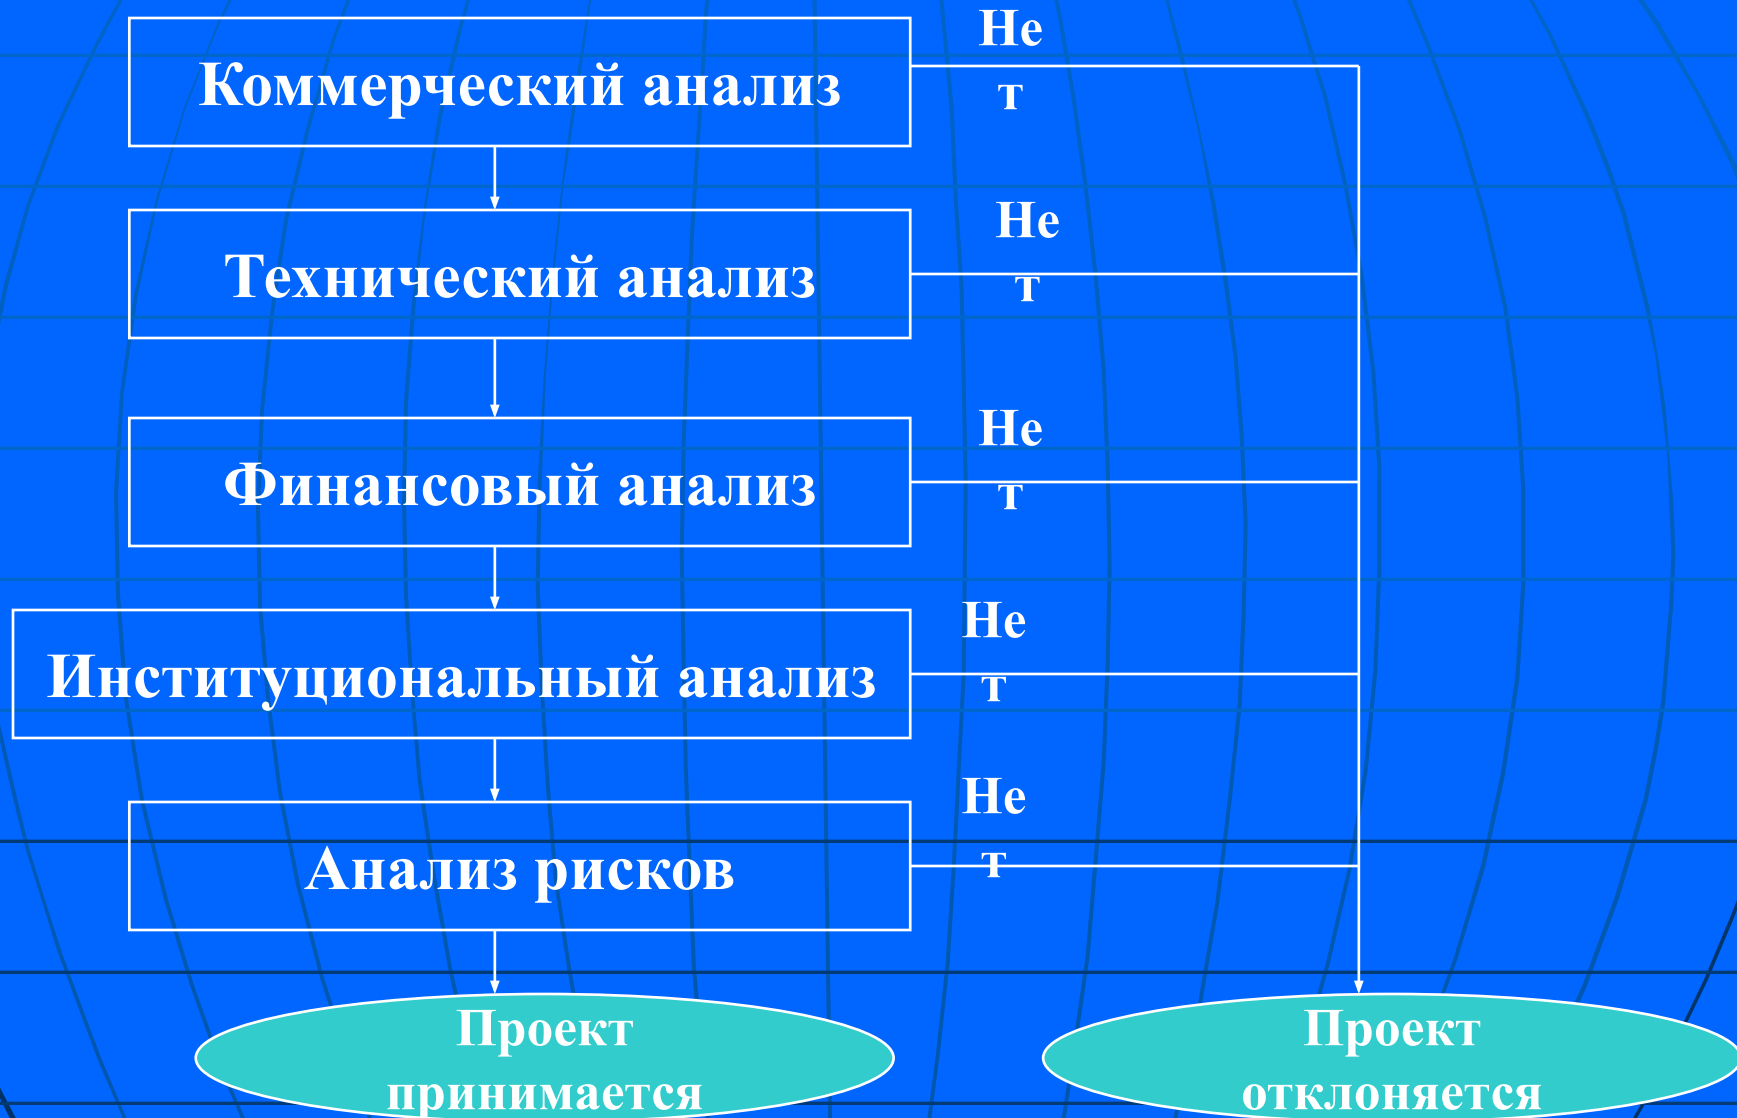 Не
т
Коммерческий анализ
Не
т
Технический анализ
Не
т
Финансовый анализ
Не
т
Институциональный анализ
Не
т
Анализ рисков
Проект
принимается
Проект
отклоняется